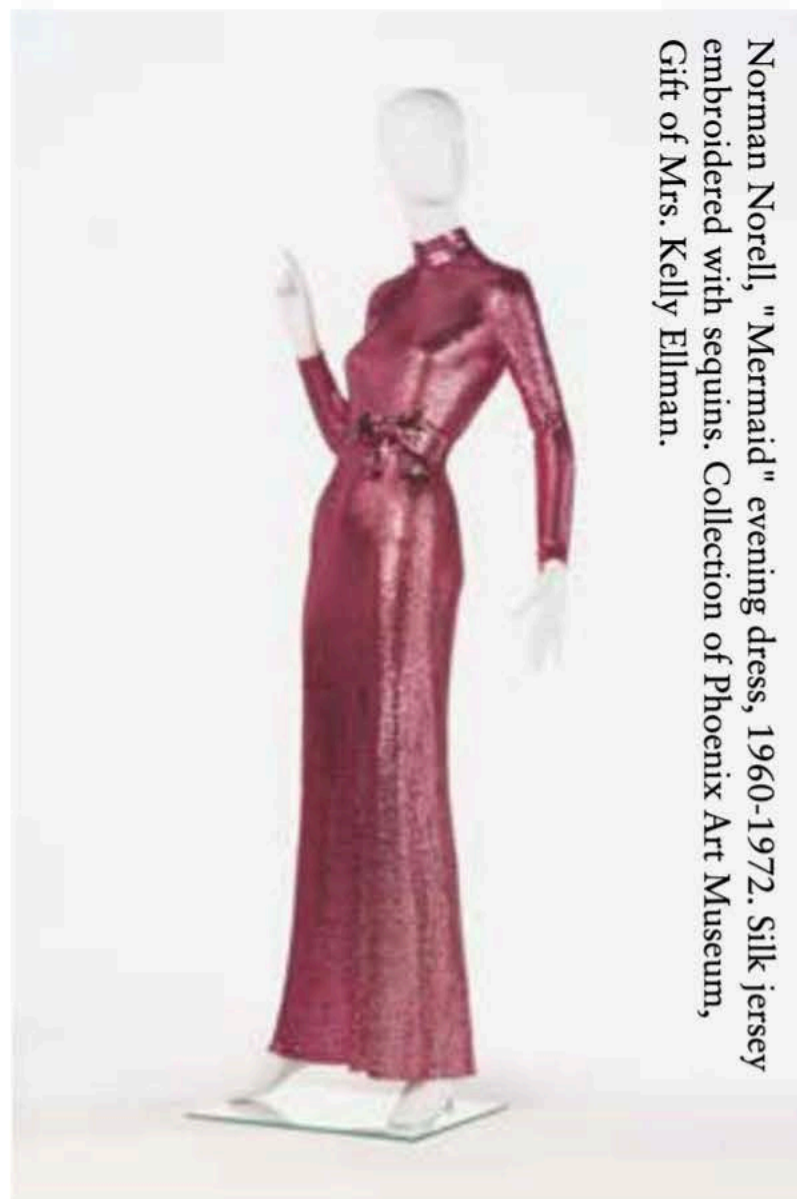 Norman Norell, "Mermaid" evening dress, 1960-1972. Silk jersey
embroidered with sequins. Collection of Phoenix Art Museum,
Gift of Mrs. Kelly Ellman.